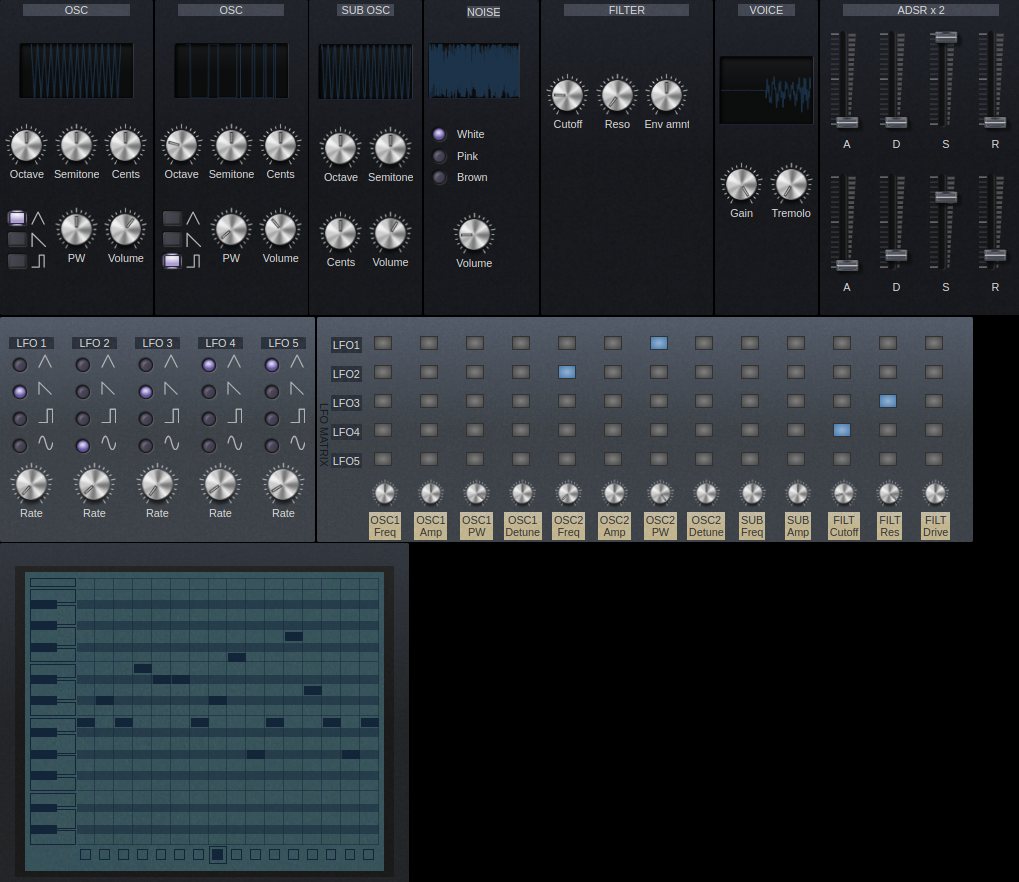 OSC
OSC
SUB OSC
NOISE
FILTER
VOICE
ADSR x 2
Octave
Semitone
Cents
PW
Volume
Octave
Semitone
Cents
PW
Volume
Octave
Semitone
Cents
Volume
White
Pink
Brown
Volume
Cutoff
Reso
Env amnt
Gain
Tremolo
A
D
S
R
A
D
S
R
LFO 1
LFO 2
LFO 3
LFO 4
LFO 5
Rate
Rate
Rate
Rate
Rate
LFO MATRIX
LFO1
LFO2
LFO3
LFO4
LFO5
OSC1
Freq
OSC1
Amp
OSC1
PW
OSC1
Detune
OSC2
Freq
OSC2
Amp
OSC2
PW
OSC2
Detune
SUB
Freq
SUB
Amp
FILT
Cutoff
FILT
Res
FILT
Drive